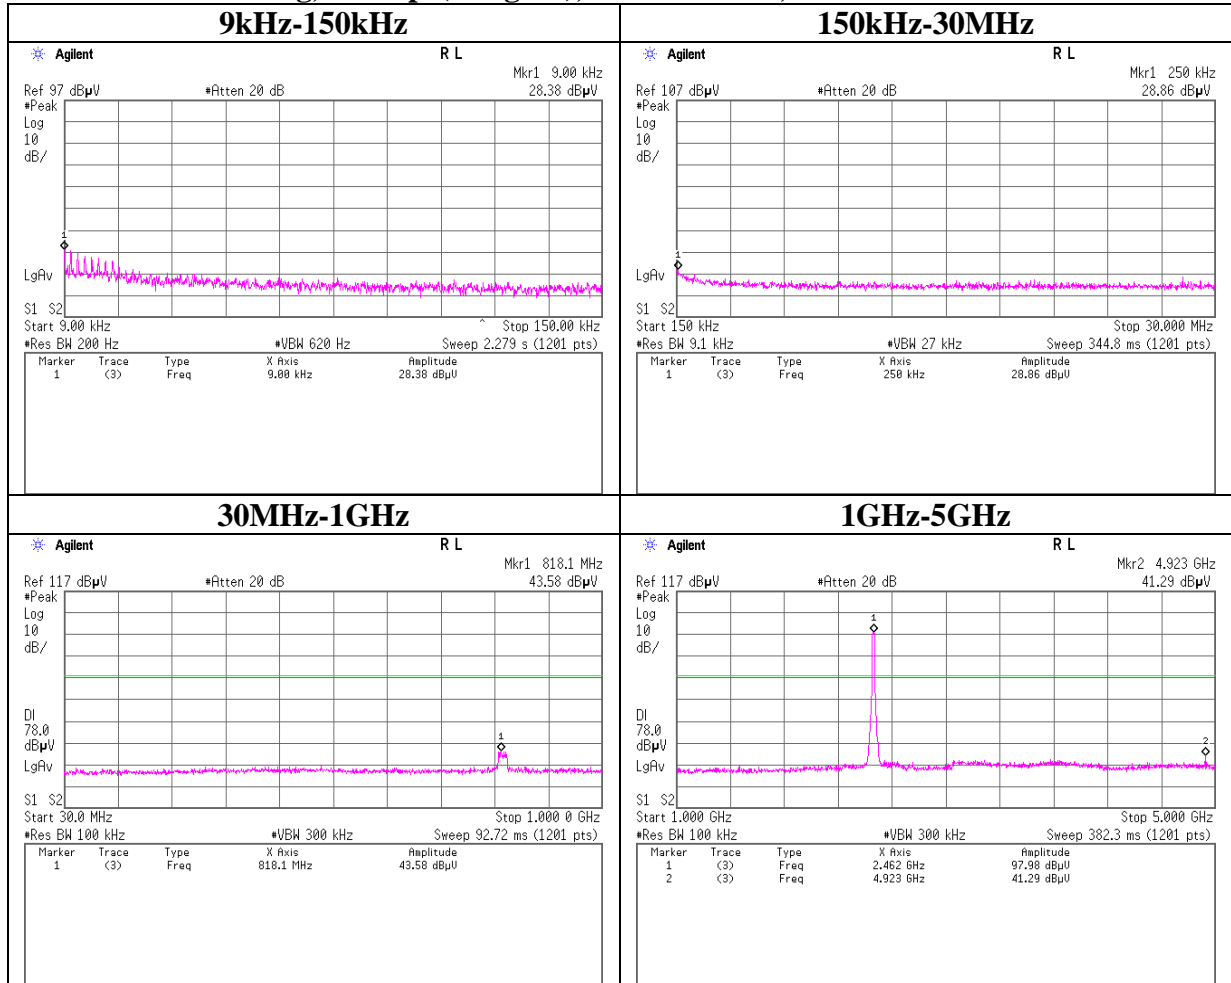 9kHz-150kHz
Agilent R L
Mkr1 9.00 kHz
Ref 97 dBµV #Atten 20 dB 28.38 dBµV
#Peak
Log
10
dB/
1
LgAv
S1 S2
Start 9.00 kHz ^ Stop 150.00 kHz
#Res BW 200 Hz #VBW 620 Hz Sweep 2.279 s (1201 pts)
Marker Trace Type X Axis Amplitude
1 (3) Freq 9.00 kHz 28.38 dBµV
150kHz-30MHz
Agilent R L
Mkr1 250 kHz
Ref 107 dBµV #Atten 20 dB 28.86 dBµV
#Peak
Log
10
dB/
1
LgAv
S1 S2
Start 150 kHz Stop 30.000 MHz
#Res BW 9.1 kHz #VBW 27 kHz Sweep 344.8 ms (1201 pts)
Marker Trace Type X Axis Amplitude
1 (3) Freq 250 kHz 28.86 dBµV
30MHz-1GHz
Agilent R L
Mkr1 818.1 MHz
Ref 117 dBµV #Atten 20 dB 43.58 dBµV
#Peak
Log
10
dB/
DI
78.0
dBµV
1
LgAv
S1 S2
Start 30.0 MHz Stop 1.000 0 GHz
#Res BW 100 kHz #VBW 300 kHz Sweep 92.72 ms (1201 pts)
Marker Trace Type X Axis Amplitude
1 (3) Freq 818.1 MHz 43.58 dBµV
1GHz-5GHz
Agilent R L
Mkr2 4.923 GHz
Ref 117 dBµV #Atten 20 dB 41.29 dBµV
#Peak
Log
1
10
dB/
DI
78.0
dBµV
2
LgAv
S1 S2
Start 1.000 GHz Stop 5.000 GHz
#Res BW 100 kHz #VBW 300 kHz Sweep 382.3 ms (1201 pts)
Marker Trace Type X Axis Amplitude
1 (3) Freq 2.462 GHz 97.98 dBµV
2 (3) Freq 4.923 GHz 41.29 dBµV